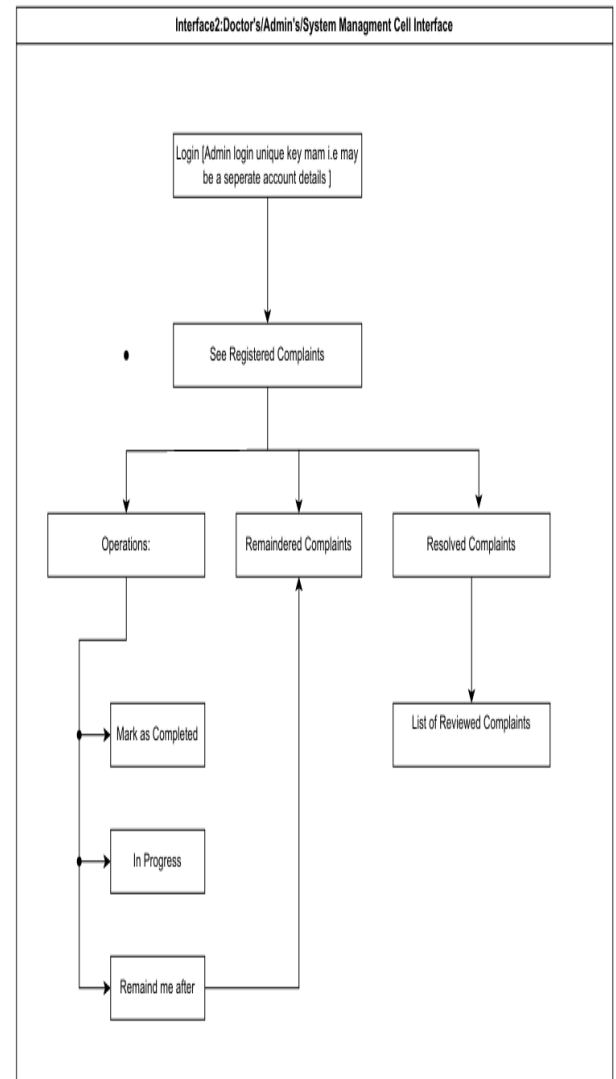 Interface2:Doctor's/Admin's/System Managment Cell Interface
Login [Admin login unique key mam i.e may
be a seperate account details ]
See Registered Complaints
Operations:
Remaindered Complaints
Resolved Complaints
Mark as Completed
List of Reviewed Complaints
In Progress
Remaind me after